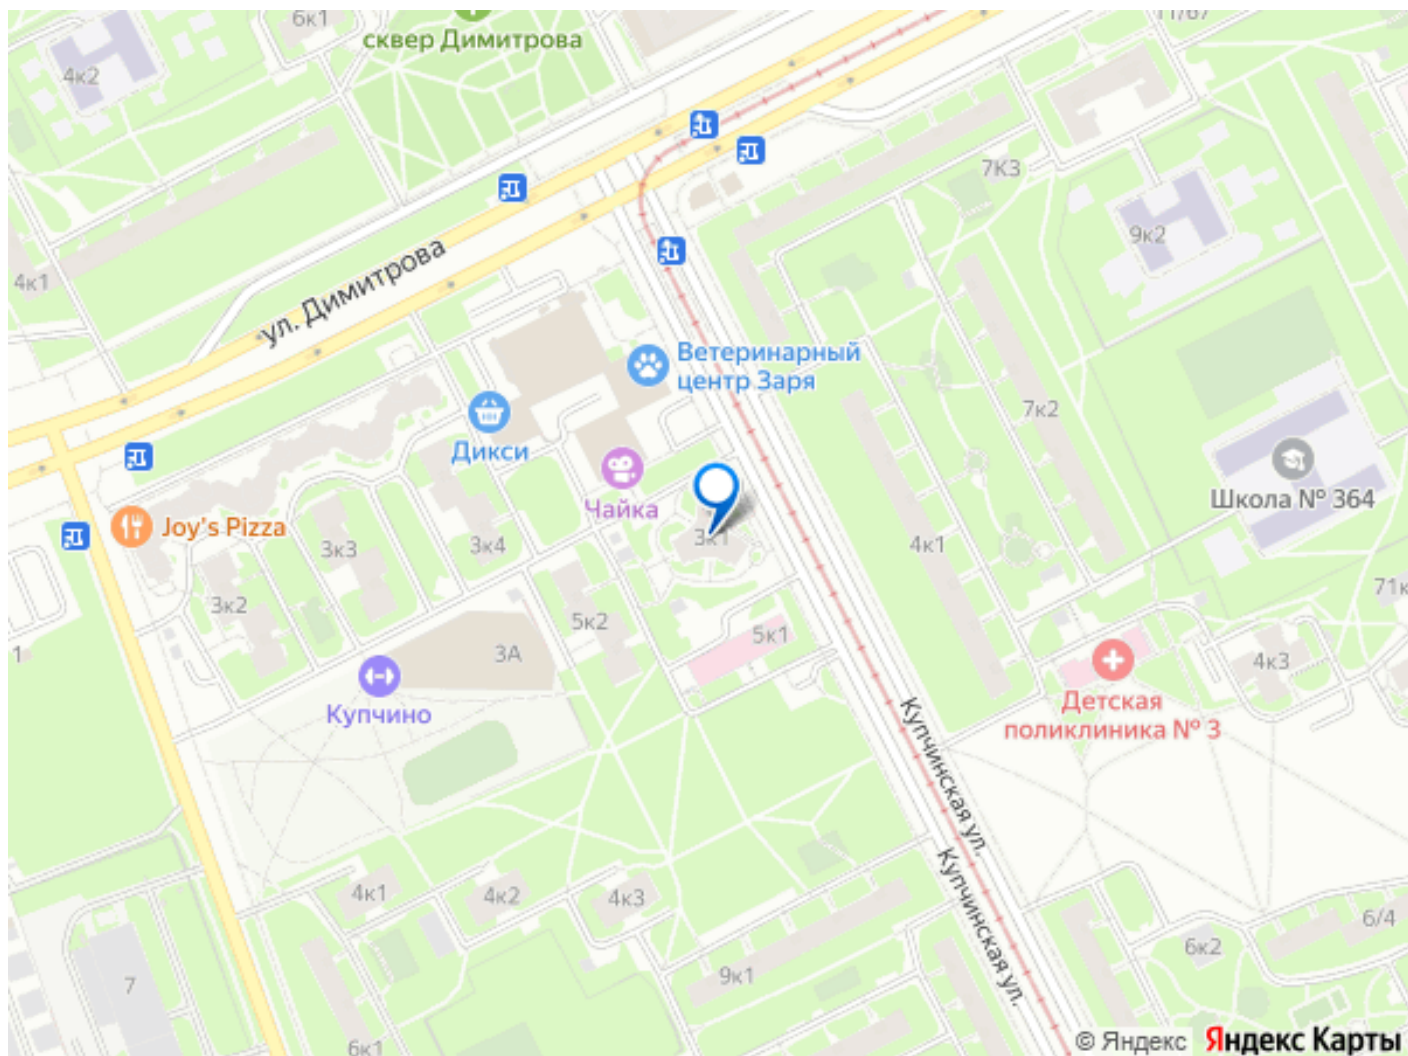 6к1
сквер Димитрова
11/67
4к2
7К3
9к2
4к1
ул. Димитрова
Ветеринарный
центр Заря
7к2
Дикси
Чайка
Школа № 364
Joy's Pizza
3к3
3к4
3к1
4к1
3к2
5к2
5к1
71к
1
3А
4к3
Купчино
Детская
поликлиника № 3
Купчинская ул.
4к1
4к2
4к3
Купчинская ул.
6/4
6к2
9к1
7
6к1
© Яндекс
Яндекс Карты